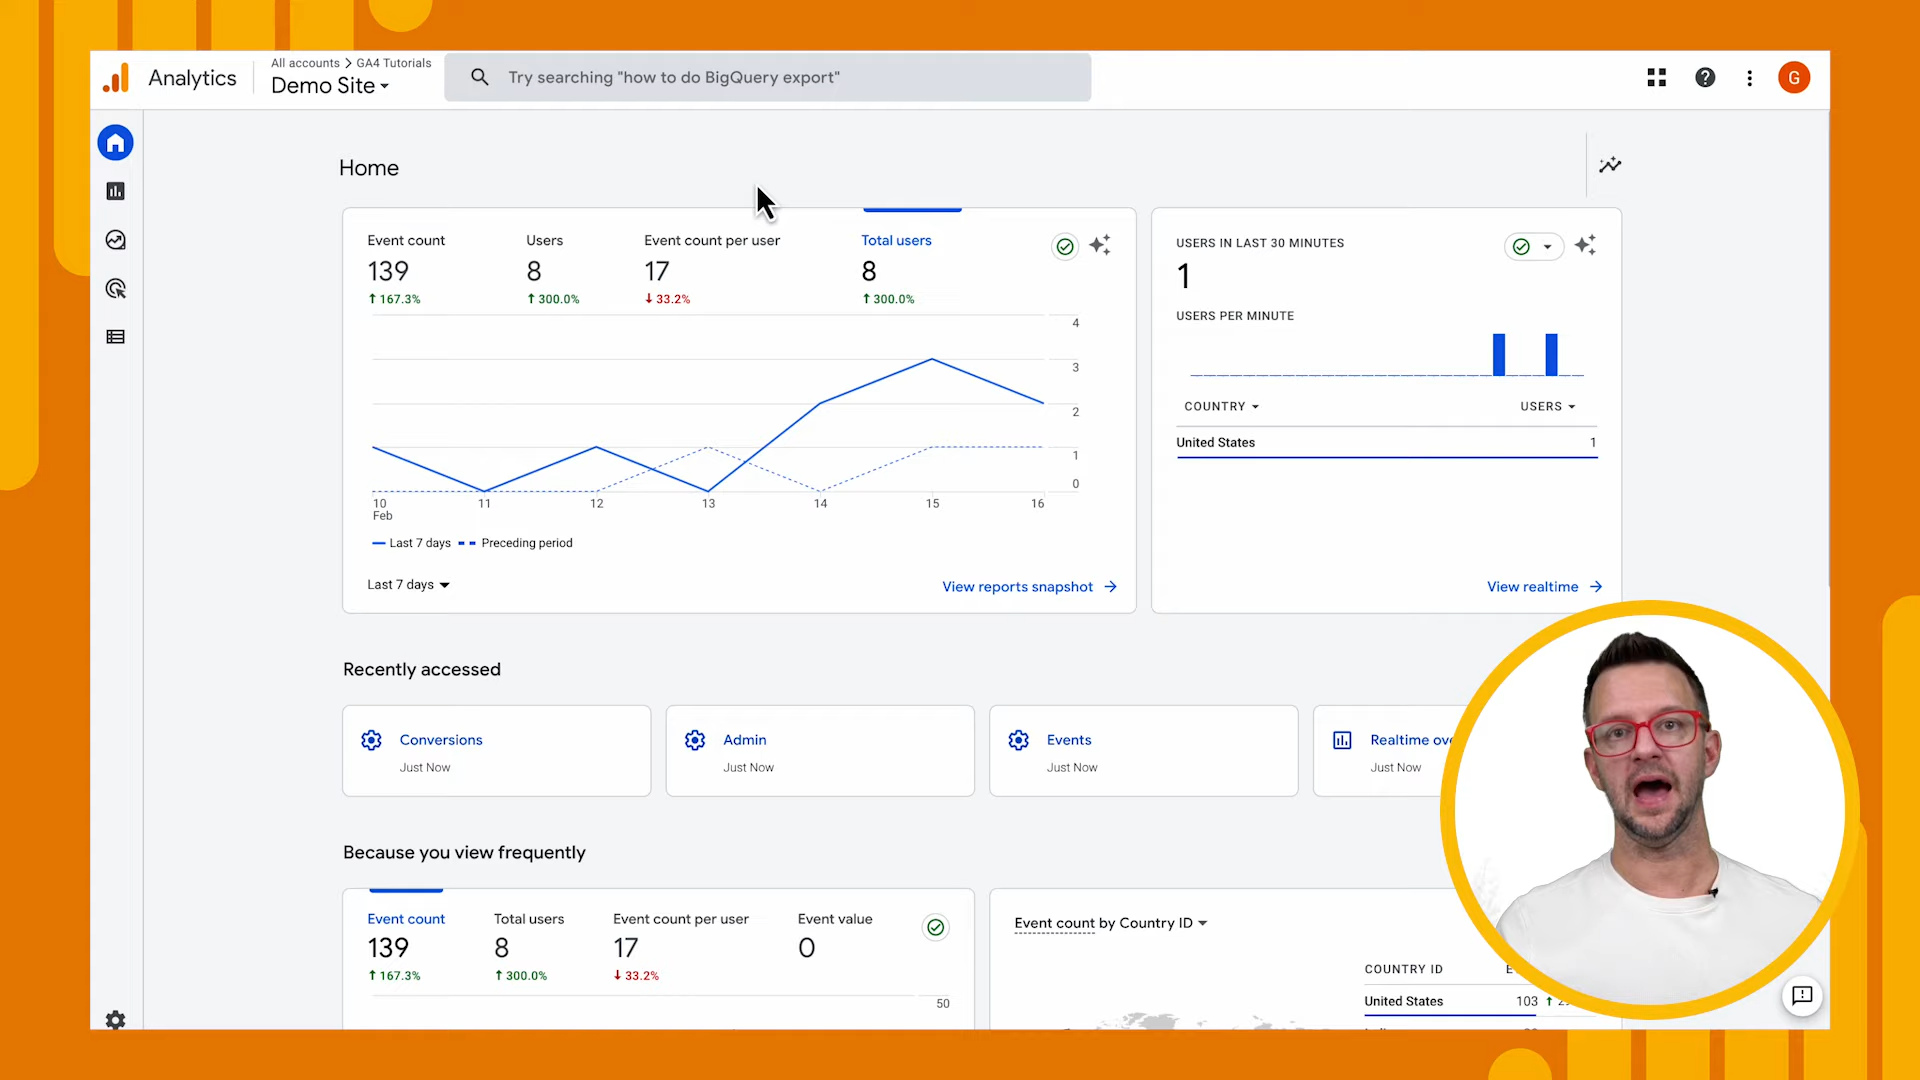 Analytics
All accounts > GA4 Tutorials
Demo Site
Try searching "how to do BigQuery export"
G
Home
Event count
139
167.3%
Users
8
300.0%
Event count per user
17
33.2%
Total users
8
300.0%
4
3
2
1
0
10 11 12 13 14 15 16
Feb
Last 7 days Preceding period
Last 7 days
View reports snapshot
USERS IN LAST 30 MINUTES
1
USERS PER MINUTE
COUNTRY USERS
United States 1
View realtime
Recently accessed
Conversions
Just Now
Admin
Just Now
Events
Just Now
Realtime
Just Now
Because you view frequently
Event count
139
167.3%
Total users
8
300.0%
Event count per user
17
33.2%
Event value
0
50
Event count by Country ID
COUNTRY ID
United States 103